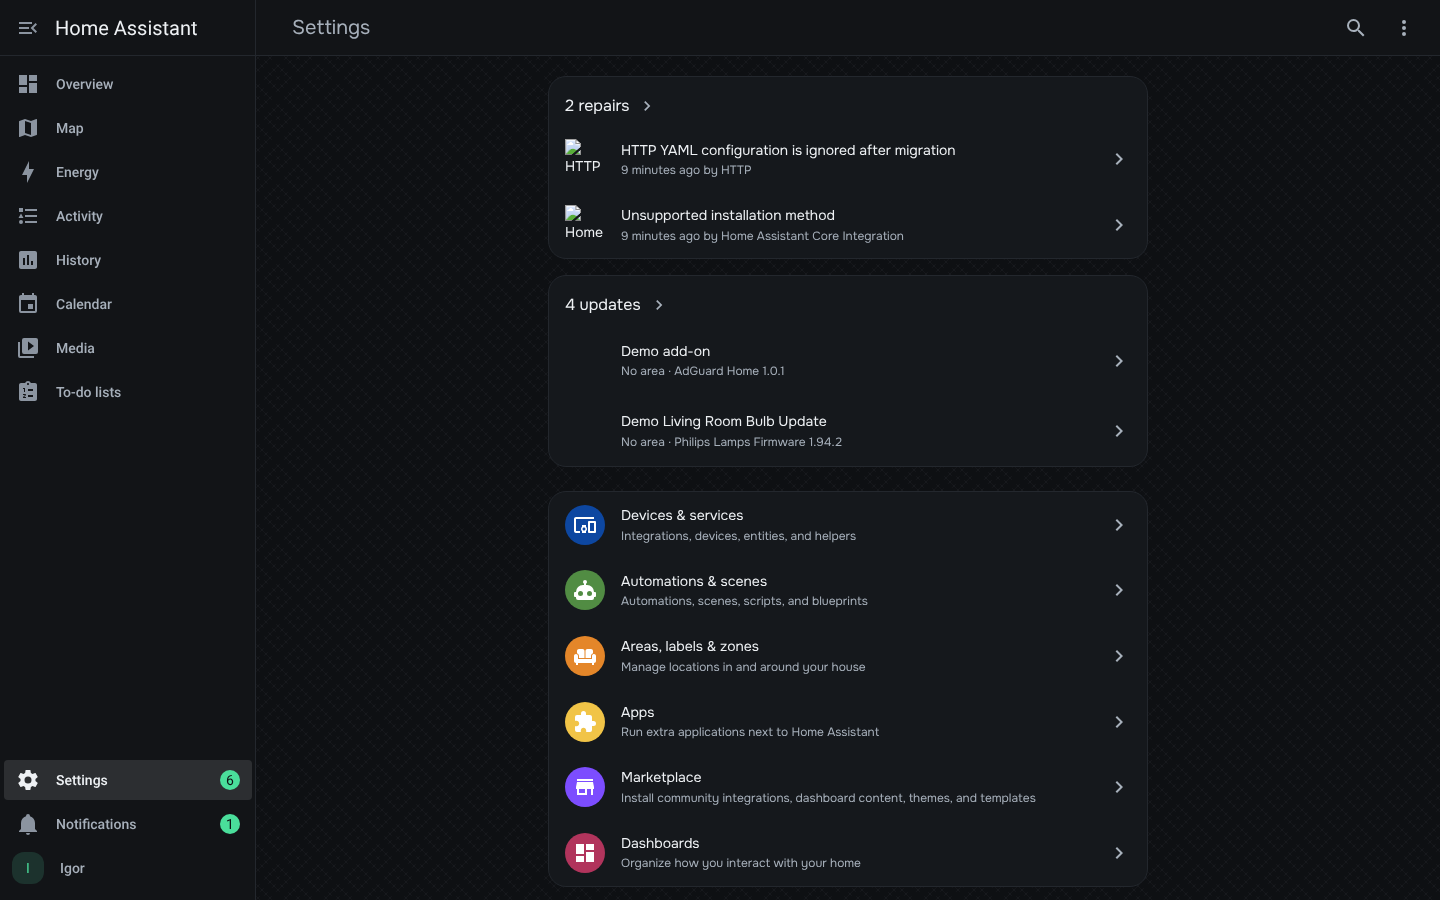 Home Assistant
Settings
Overview
Map
Energy
Activity
History
Calendar
Media
To-do lists
Settings
6
Notifications
1
I
Igor
2 repairs
HTTP
HTTP YAML configuration is ignored after migration
9 minutes ago by HTTP
Home
Unsupported installation method
9 minutes ago by Home Assistant Core Integration
4 updates
Demo add-on
No area · AdGuard Home 1.0.1
Demo Living Room Bulb Update
No area · Philips Lamps Firmware 1.94.2
Devices & services
Integrations, devices, entities, and helpers
Automations & scenes
Automations, scenes, scripts, and blueprints
Areas, labels & zones
Manage locations in and around your house
Apps
Run extra applications next to Home Assistant
Marketplace
Install community integrations, dashboard content, themes, and templates
Dashboards
Organize how you interact with your home